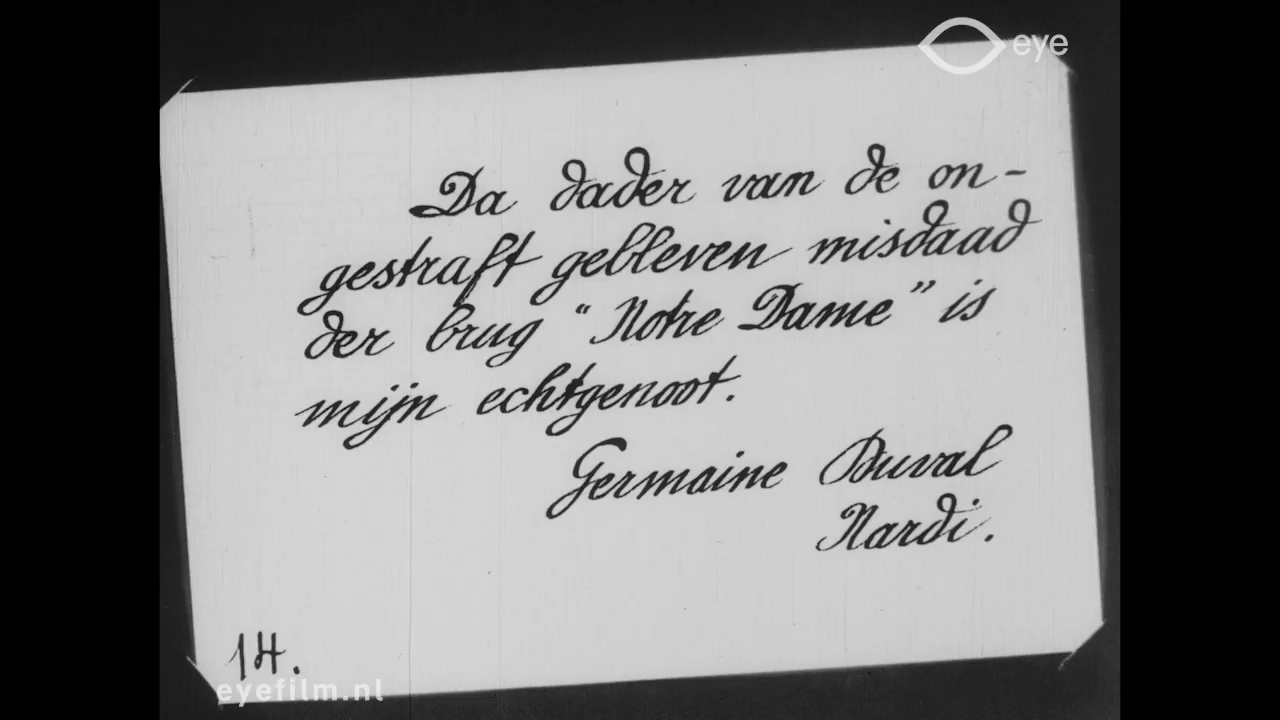 eye
Da dader van de on-
gestraft gebleven misdaad
der brug "Notre Dame" is
mijn echtgenoot.
Germaine Duval
Nardi.
14.
eyefilm.nl